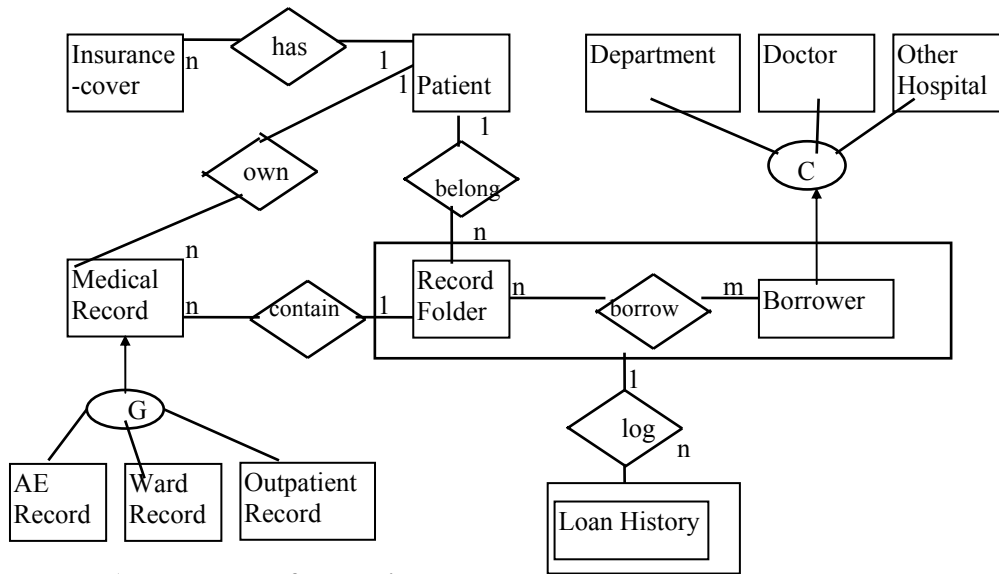 Insurance
-cover
n
has
1
1
Patient
1
Department
Doctor
Other
Hospital
C
own
belong
n
n
Medical
Record
n
contain
1
Record
Folder
n
borrow
m
Borrower
1
G
log
n
AE
Record
Ward
Record
Outpatient
Record
Loan History